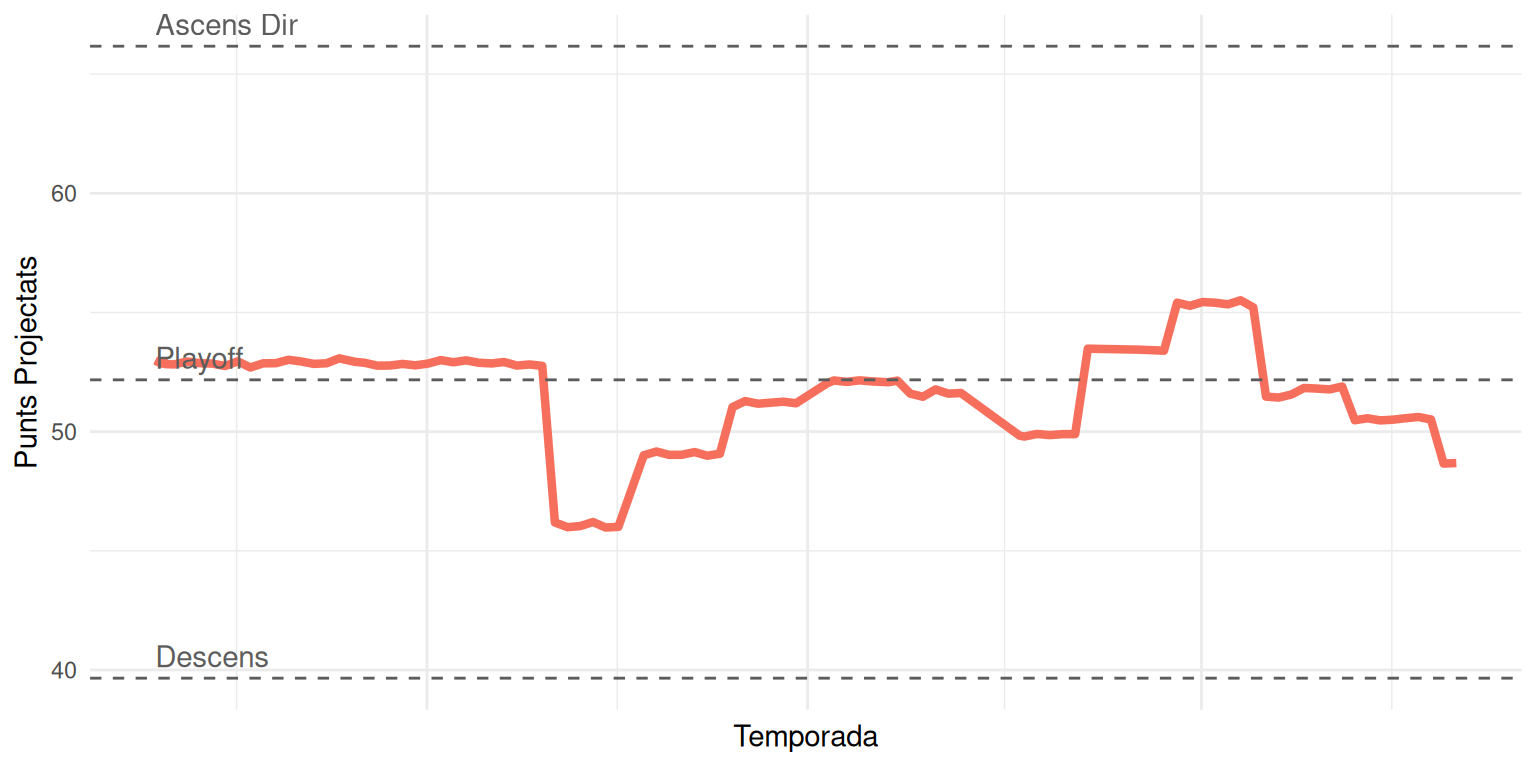 Ascens Dir
60
Playoff
50
Descens
40
Punts Projectats
Temporada